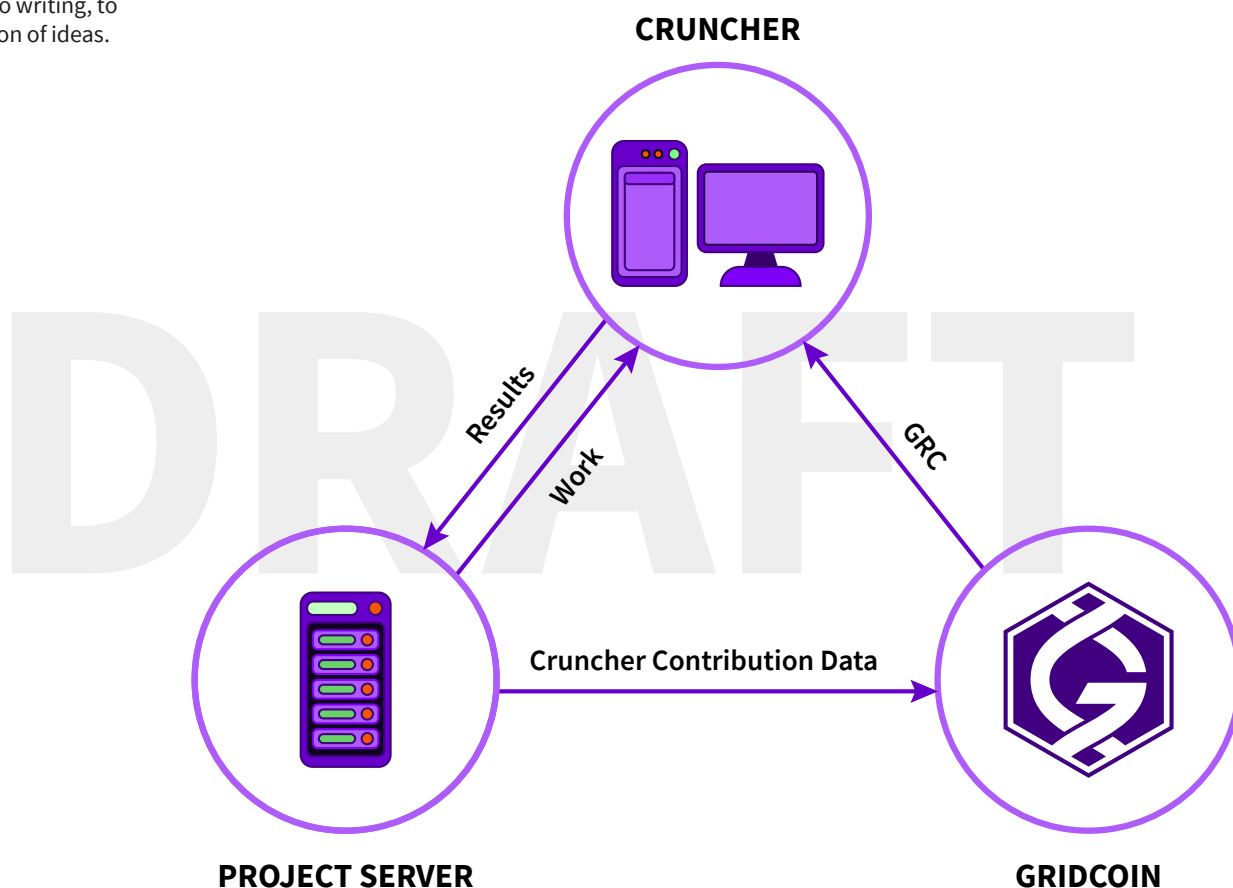 o writing, to
on of ideas.
CRUNCHER
Results
Work
GRC
DRAFT
Cruncher Contribution Data
PROJECT SERVER
GRIDCOIN